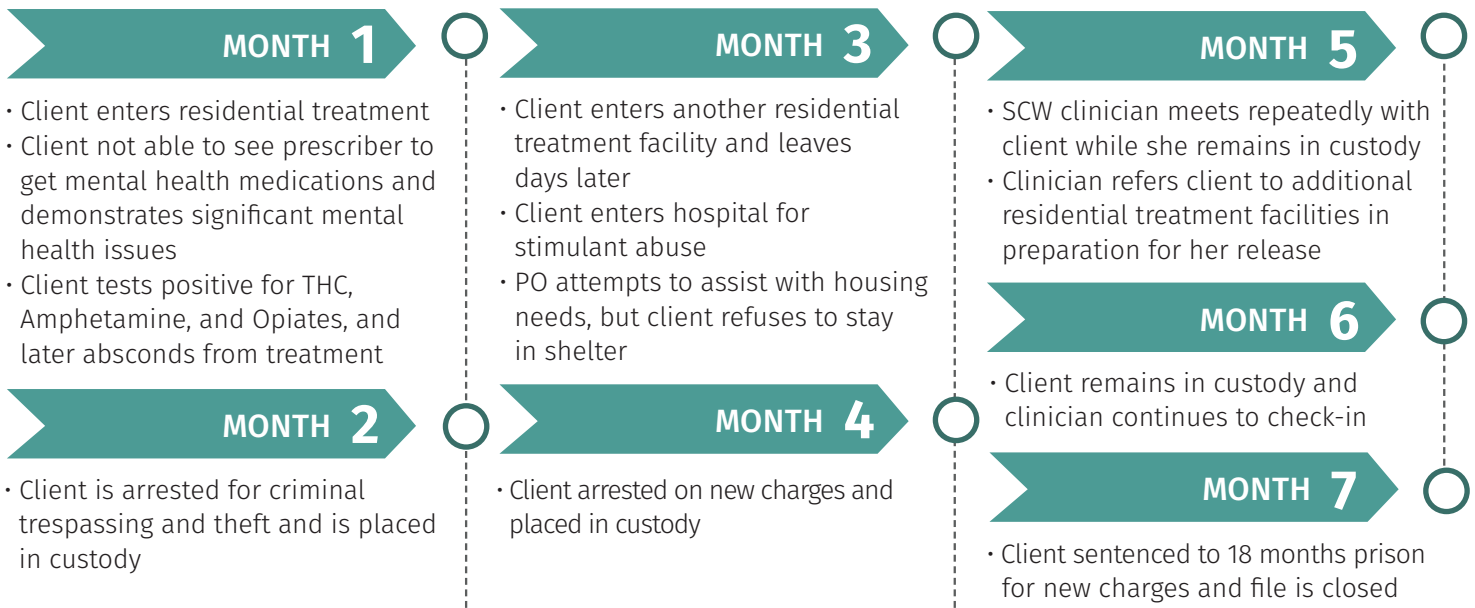 MONTH 1
· Client enters residential treatment
· Client not able to see prescriber to
get mental health medications and
demonstrates significant mental
health issues
· Client tests positive for THC,
Amphetamine, and Opiates, and
later absconds from treatment
MONTH 2
· Client is arrested for criminal
trespassing and theft and is placed
in custody
MONTH 3
· Client enters another residential
treatment facility and leaves
days later
· Client enters hospital for
stimulant abuse
· PO attempts to assist with housing
needs, but client refuses to stay
in shelter
MONTH 4
· Client arrested on new charges and
placed in custody
MONTH 5
· SCW clinician meets repeatedly with
client while she remains in custody
· Clinician refers client to additional
residential treatment facilities in
preparation for her release
MONTH 6
· Client remains in custody and
clinician continues to check-in
MONTH 7
· Client sentenced to 18 months prison
for new charges and file is closed